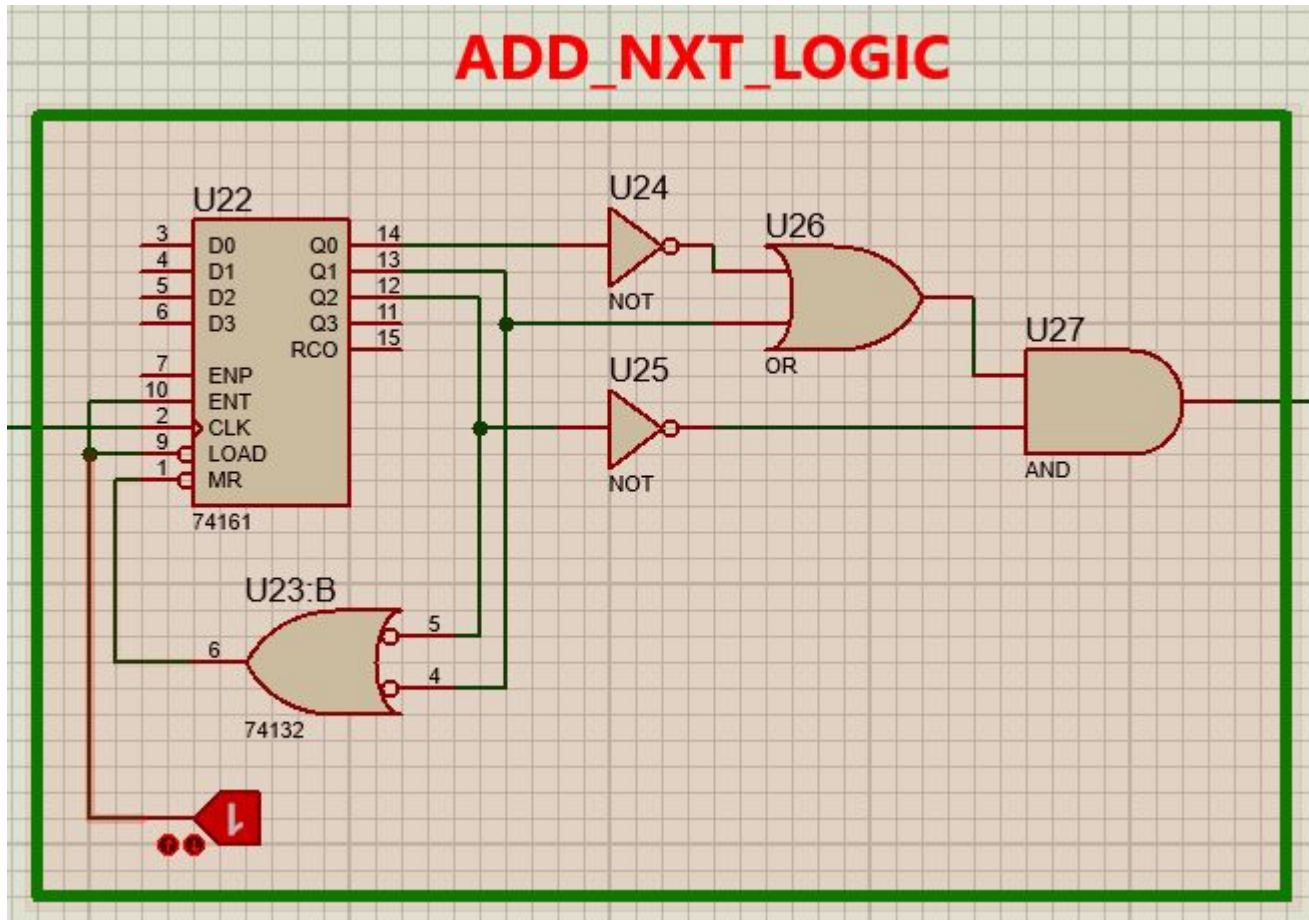 ADD_NXT_LOGIC
U22
3 D0 Q0 14
4 D1 Q1 13
5 D2 Q2 12
6 D3 Q3 11
RCO 15
7 ENP
10 ENT
2 CLK
9 LOAD
1 MR
74161
U24
NOT
U26
OR
U25
NOT
U27
AND
U23:B
5
6
4
74132
1